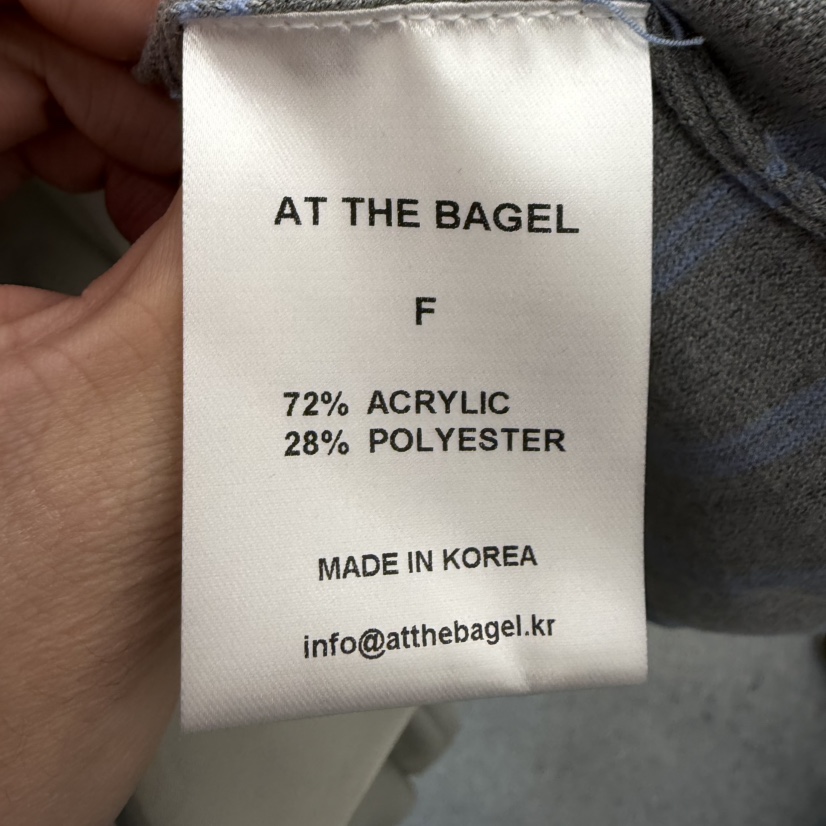 AT THE BAGEL
F
72% ACRYLIC
28% POLYESTER
MADE IN KOREA
info@atthebagel.kr